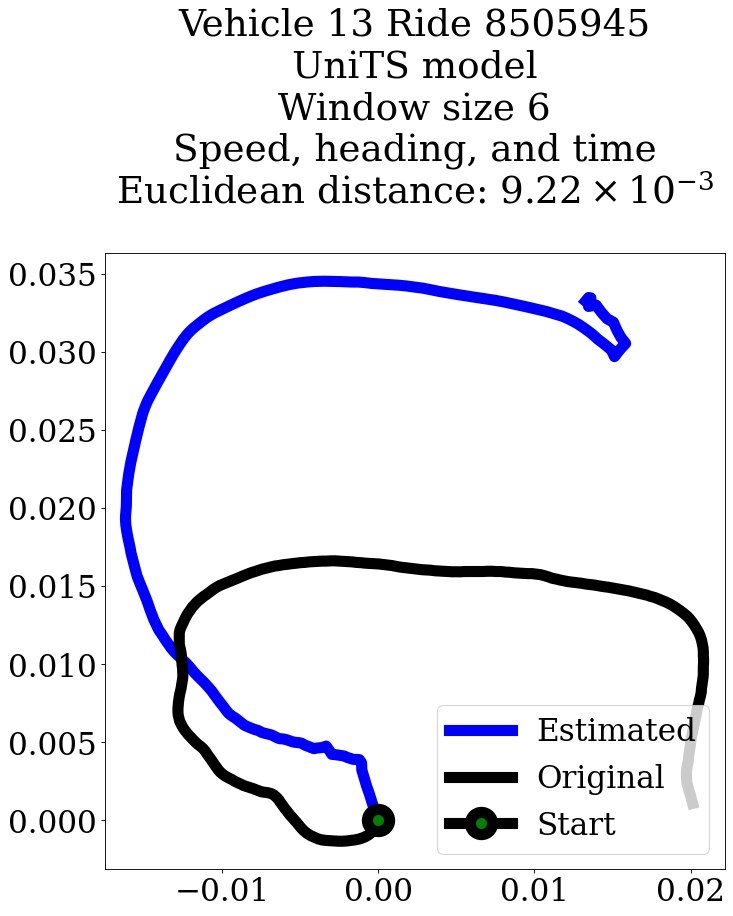 Vehicle 13 Ride 8505945
UniTS model
Window size 6
Speed, heading, and time
Euclidean distance: 9.22 × 10⁻³
0.035
0.030
0.025
0.020
0.015
0.010
0.005
0.000
Estimated
Original
Start
−0.01 0.00 0.01 0.02